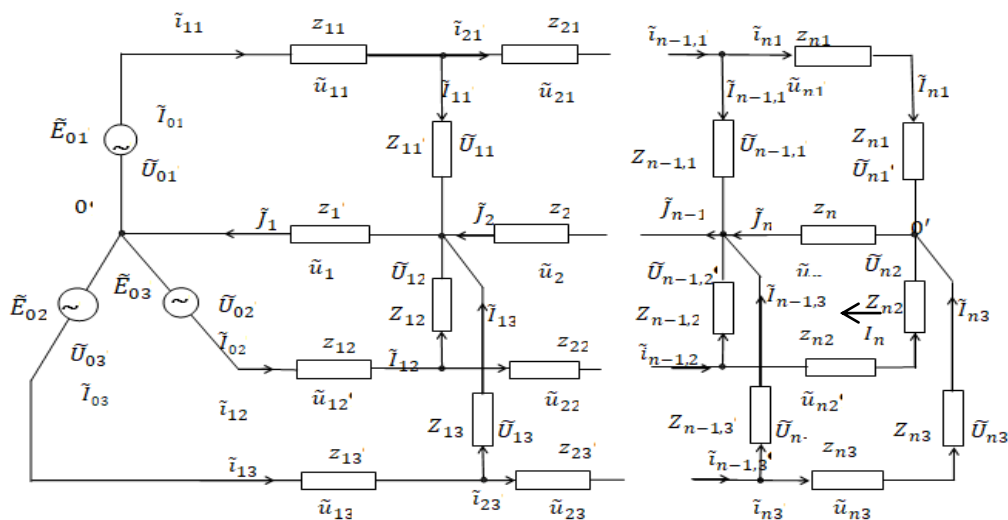 ĩ₁₁ z₁₁ ĩ₂₁ z₂₁ ĩₙ₋₁,₁ ĩₙ₁ zₙ₁
ũ₁₁ Ĩ₁₁ ũ₂₁ Ĩₙ₋₁,₁ ũₙ₁ Ĩₙ₁
Ẽ₀₁ Ĩ₀₁ Z₁₁ Ũ₁₁ Zₙ₋₁,₁ Ũₙ₋₁,₁ Zₙ₁
~ Ũ₀₁ Ũₙ₁
0 J̃₁ z₁ J̃₂ z₂ J̃ₙ₋₁ J̃ₙ zₙ 0′
ũ₁ Ũ₁₂ ũ₂ Ũₙ₋₁,₂ Ũₙ₂
Ẽ₀₂ ~ Ẽ₀₃ ~ Ũ₀₂ Z₁₂ Ĩ₁₃ Zₙ₋₁,₂ Ĩₙ₋₁,₃ Zₙ₂ Ĩₙ₃
Ũ₀₃ Ĩ₀₂ z₁₂ Ĩ₁₂ z₂₂ ĩₙ₋₁,₂ zₙ₂ Iₙ
Ĩ₀₃ ĩ₁₂ ũ₁₂ ũ₂₂ ũₙ₂
Z₁₃ Ũ₁₃ Zₙ₋₁,₃ Zₙ₃ Ũₙ₃
ĩ₁₃ z₁₃ z₂₃ ĩₙ₋₁,₃ zₙ₃
ũ₁₃ ĩ₂₃ ũ₂₃ ĩₙ₃ ũₙ₃